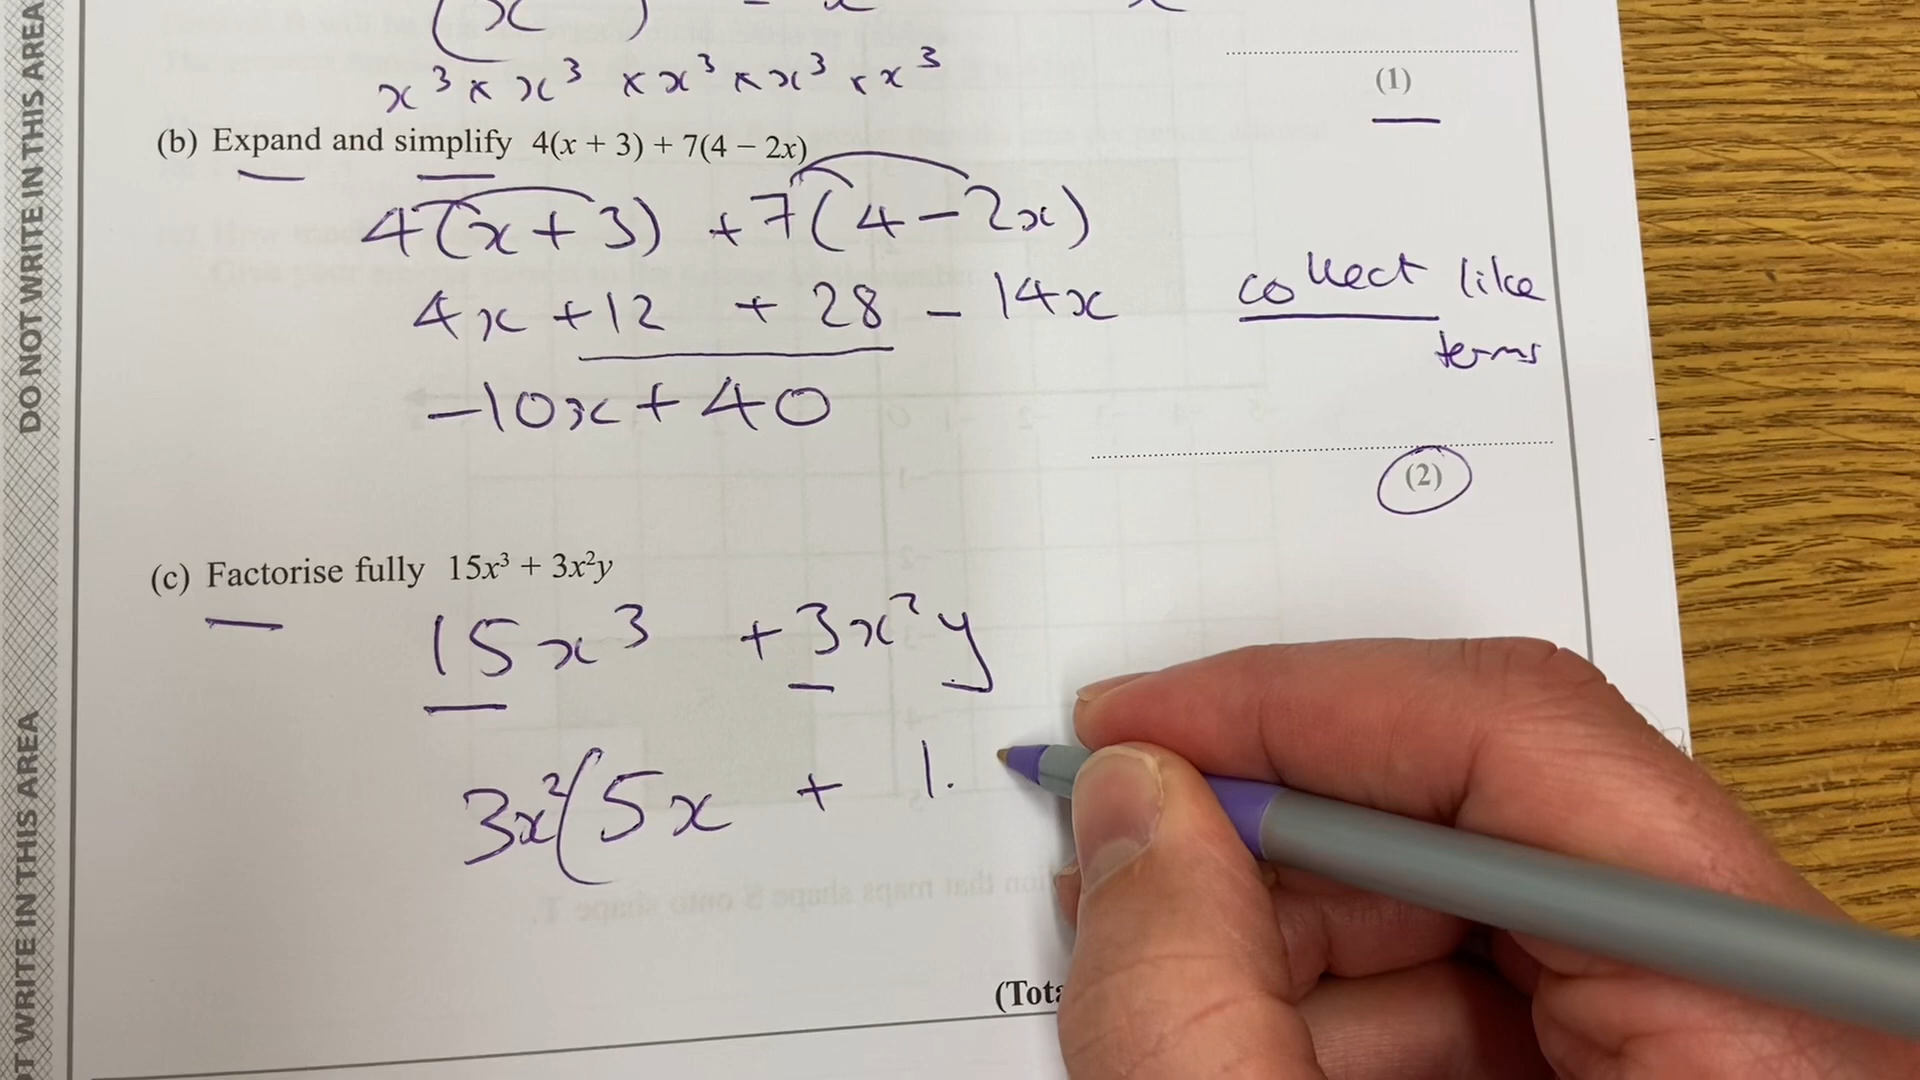 x³ × x³ × x³ × x³ × x³
(1)
(b) Expand and simplify 4(x + 3) + 7(4 – 2x)
4(x + 3) + 7(4 – 2x)
4x + 12 + 28 – 14x
collect like
terms
–10x + 40
(2)
(c) Factorise fully 15x³ + 3x²y
15x³ + 3x²y
3x²(5x + 1.
(Tota
DO NOT WRITE IN THIS AREA
OT WRITE IN THIS AREA